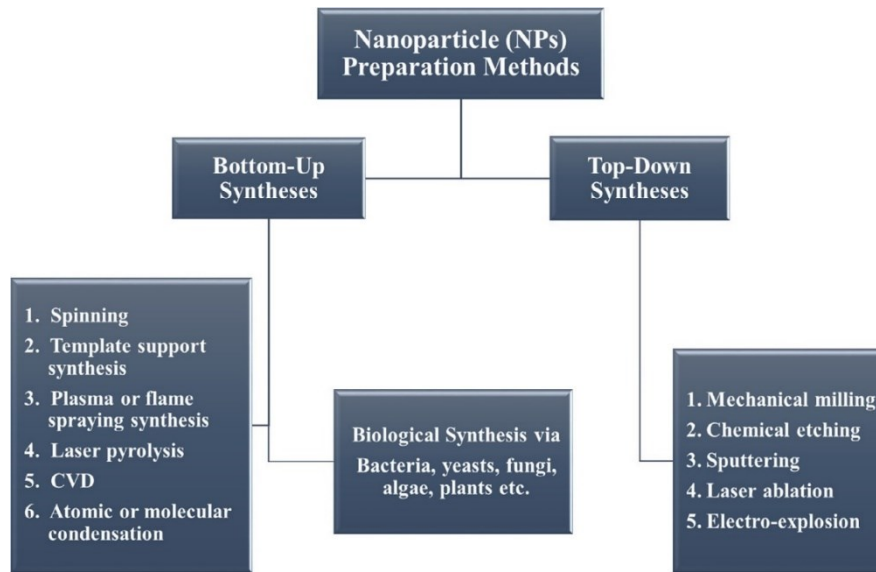 Nanoparticle (NPs)
Preparation Methods
Bottom-Up
Syntheses
Top-Down
Syntheses
1. Spinning
2. Template support
synthesis
3. Plasma or flame
spraying synthesis
4. Laser pyrolysis
5. CVD
6. Atomic or molecular
condensation
Biological Synthesis via
Bacteria, yeasts, fungi,
algae, plants etc.
1. Mechanical milling
2. Chemical etching
3. Sputtering
4. Laser ablation
5. Electro-explosion